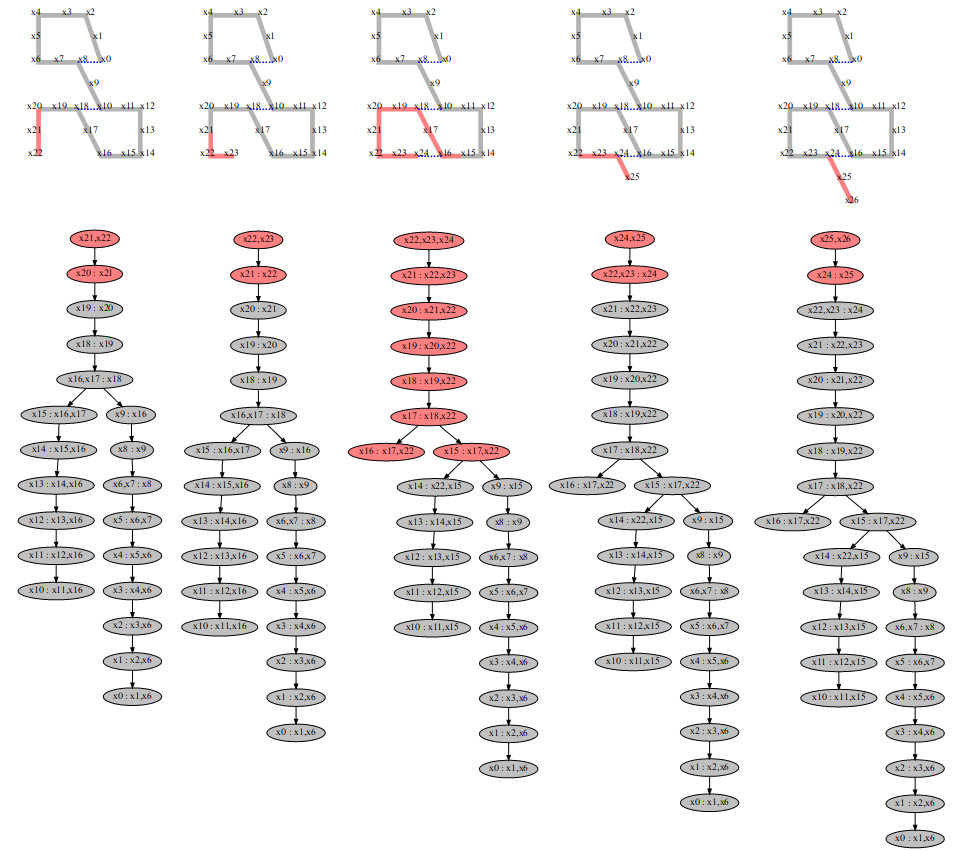 x4 x3 x2
x5 x1
x6 x7 x8 x0
x9
x20 x19 x18 x10 x11 x12
x21 x17 x13
x22 x16 x15 x14
x21,x22
x20 : x21
x19 : x20
x18 : x19
x16,x17 : x18
x15 : x16,x17 x9 : x16
x14 : x15,x16 x8 : x9
x13 : x14,x16 x6,x7 : x8
x12 : x13,x16 x5 : x6,x7
x11 : x12,x16 x4 : x5,x6
x10 : x11,x16 x3 : x4,x6
x2 : x3,x6
x1 : x2,x6
x0 : x1,x6
x4 x3 x2
x5 x1
x6 x7 x8 x0
x9
x20 x19 x18 x10 x11 x12
x21 x17 x13
x22 x23 x16 x15 x14
x22,x23
x21 : x22
x20 : x21
x19 : x20
x18 : x19
x16,x17 : x18
x15 : x16,x17 x9 : x16
x14 : x15,x16 x8 : x9
x13 : x14,x16 x6,x7 : x8
x12 : x13,x16 x5 : x6,x7
x11 : x12,x16 x4 : x5,x6
x10 : x11,x16 x3 : x4,x6
x2 : x3,x6
x1 : x2,x6
x0 : x1,x6
x4 x3 x2
x5 x1
x6 x7 x8 x0
x9
x20 x19 x18 x10 x11 x12
x21 x17 x13
x22 x23 x24 x16 x15 x14
x22,x23,x24
x21 : x22,x23
x20 : x21,x22
x19 : x20,x22
x18 : x19,x22
x17 : x18,x22
x16 : x17,x22 x15 : x17,x22
x14 : x22,x15 x9 : x15
x13 : x14,x15 x8 : x9
x12 : x13,x15 x6,x7 : x8
x11 : x12,x15 x5 : x6,x7
x10 : x11,x15 x4 : x5,x6
x3 : x4,x6
x2 : x3,x6
x1 : x2,x6
x0 : x1,x6
x4 x3 x2
x5 x1
x6 x7 x8 x0
x9
x20 x19 x18 x10 x11 x12
x21 x17 x13
x22 x23 x24 x16 x15 x14
x25
x24,x25
x22,x23 : x24
x21 : x22,x23
x20 : x21,x22
x19 : x20,x22
x18 : x19,x22
x17 : x18,x22
x16 : x17,x22 x15 : x17,x22
x14 : x22,x15 x9 : x15
x13 : x14,x15 x8 : x9
x12 : x13,x15 x6,x7 : x8
x11 : x12,x15 x5 : x6,x7
x10 : x11,x15 x4 : x5,x6
x3 : x4,x6
x2 : x3,x6
x1 : x2,x6
x0 : x1,x6
x4 x3 x2
x5 x1
x6 x7 x8 x0
x9
x20 x19 x18 x10 x11 x12
x21 x17 x13
x22 x23 x24 x16 x15 x14
x25
x26
x25,x26
x24 : x25
x22,x23 : x24
x21 : x22,x23
x20 : x21,x22
x19 : x20,x22
x18 : x19,x22
x17 : x18,x22
x16 : x17,x22 x15 : x17,x22
x14 : x22,x15 x9 : x15
x13 : x14,x15 x8 : x9
x12 : x13,x15 x6,x7 : x8
x11 : x12,x15 x5 : x6,x7
x10 : x11,x15 x4 : x5,x6
x3 : x4,x6
x2 : x3,x6
x1 : x2,x6
x0 : x1,x6